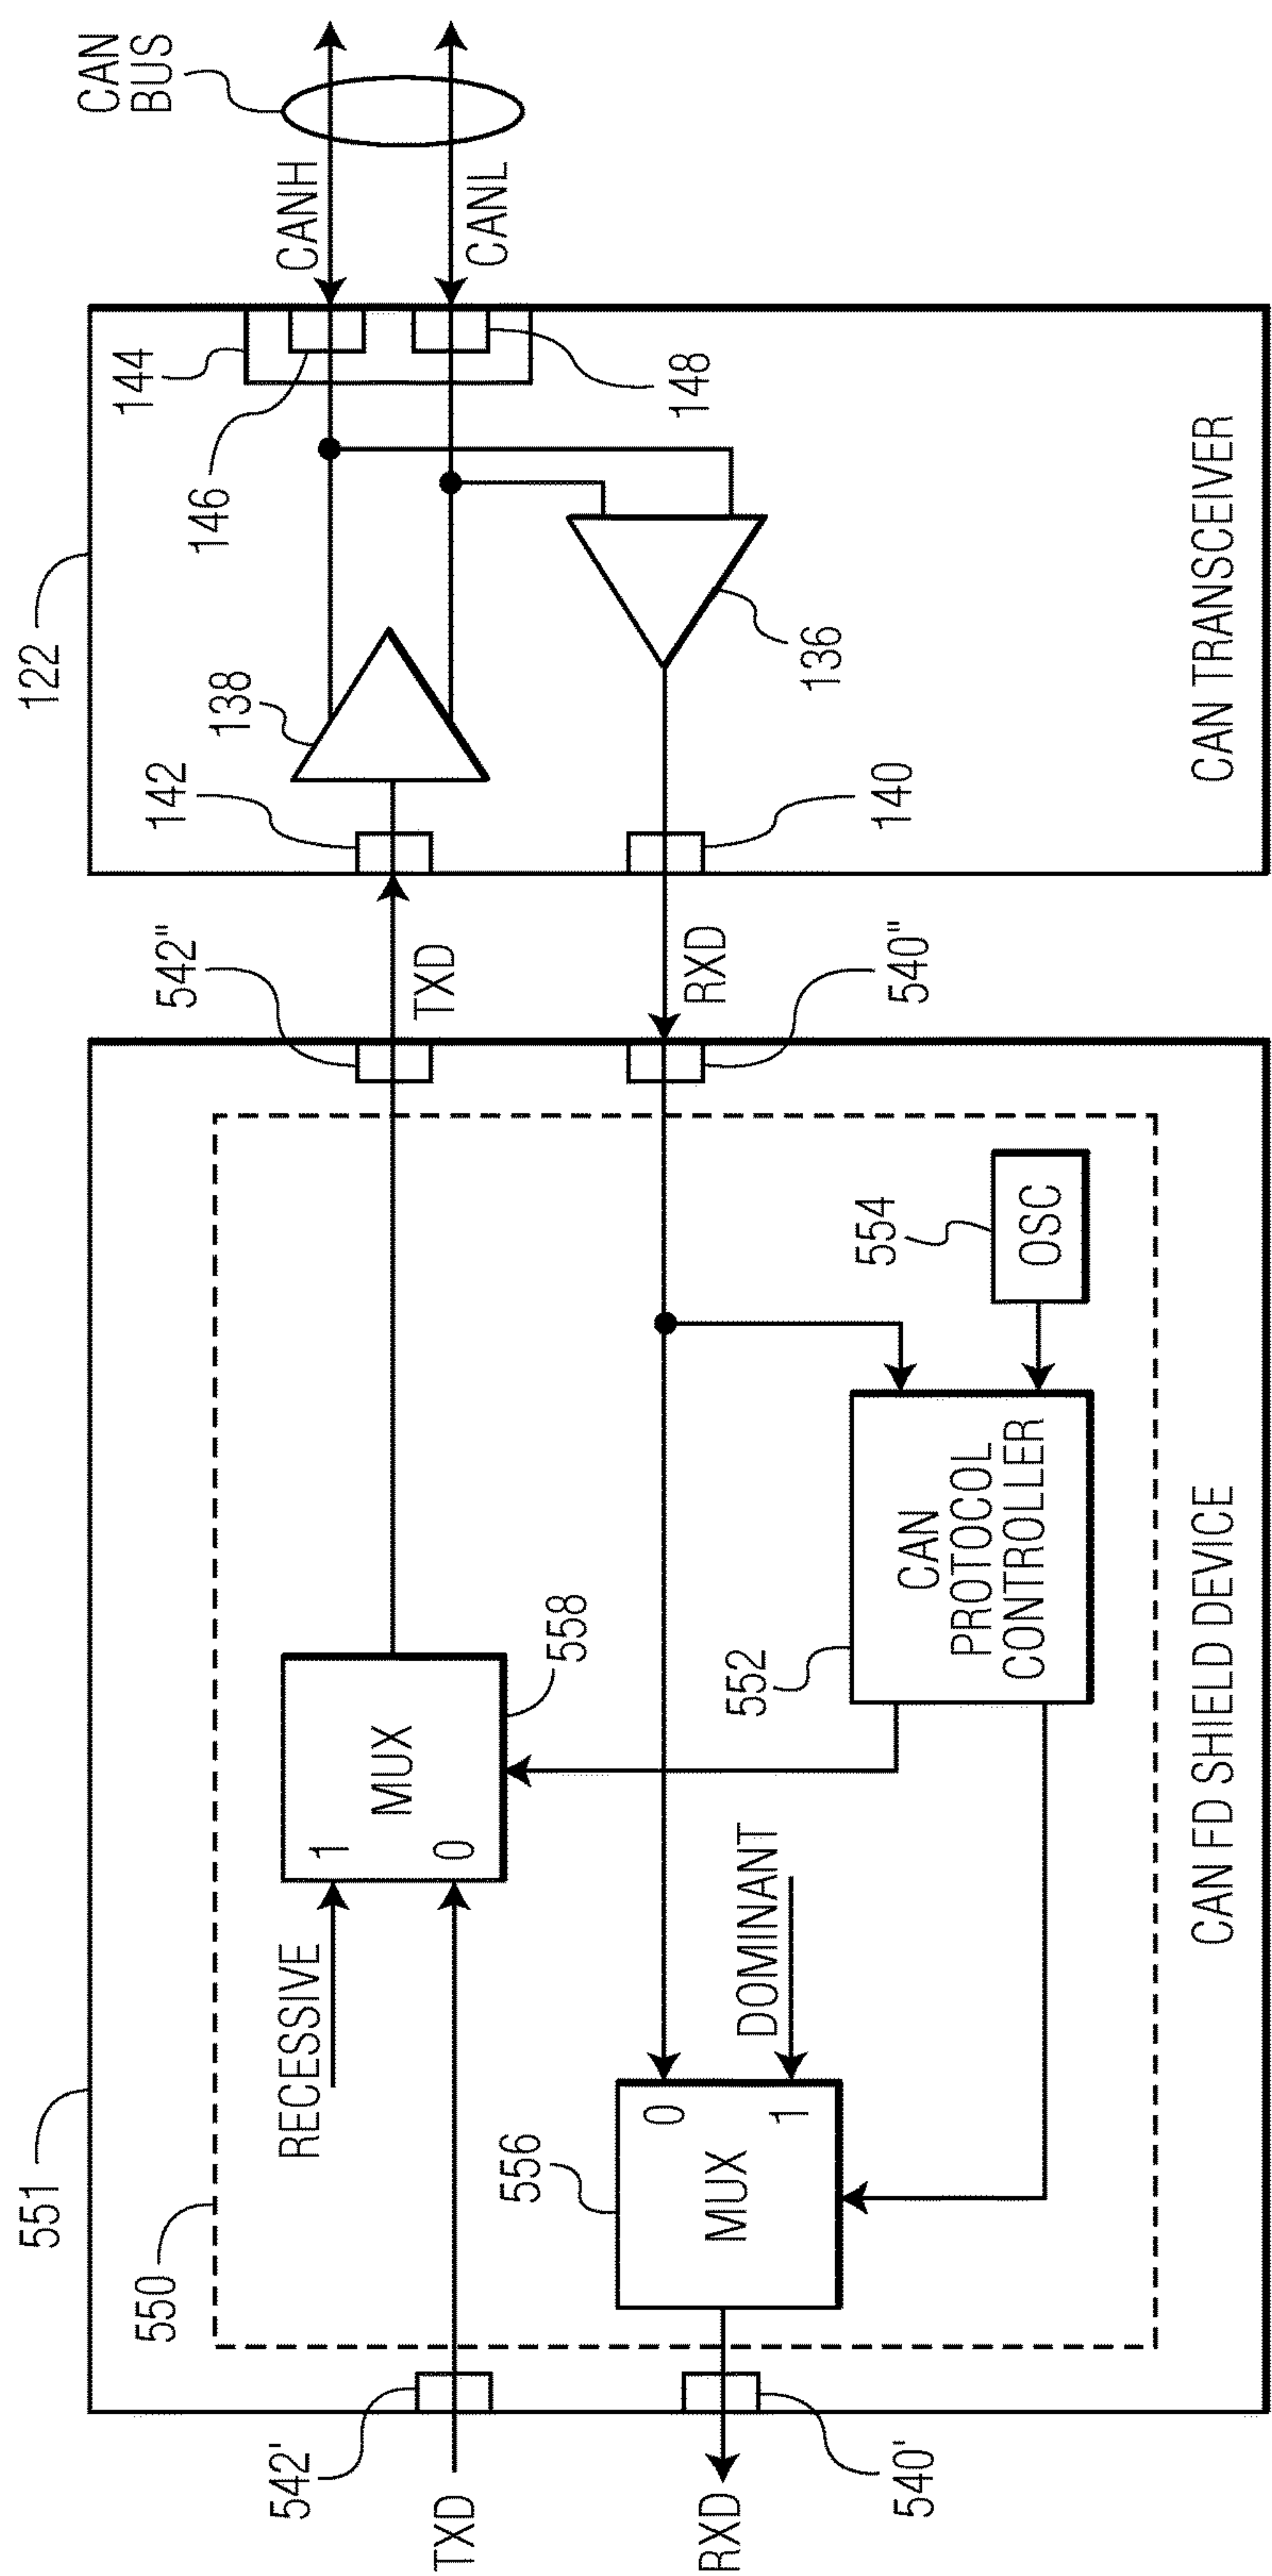 551
550
542'
TXD
RECESSIVE
1
0
MUX
558
542"
TXD
540'
RXD
556
0
1
MUX
DOMINANT
552
CAN
PROTOCOL
CONTROLLER
554
OSC
540"
RXD
CAN FD SHIELD DEVICE
122
142
138
146
144
148
136
140
CAN TRANSCEIVER
CANH
CANL
CAN
BUS